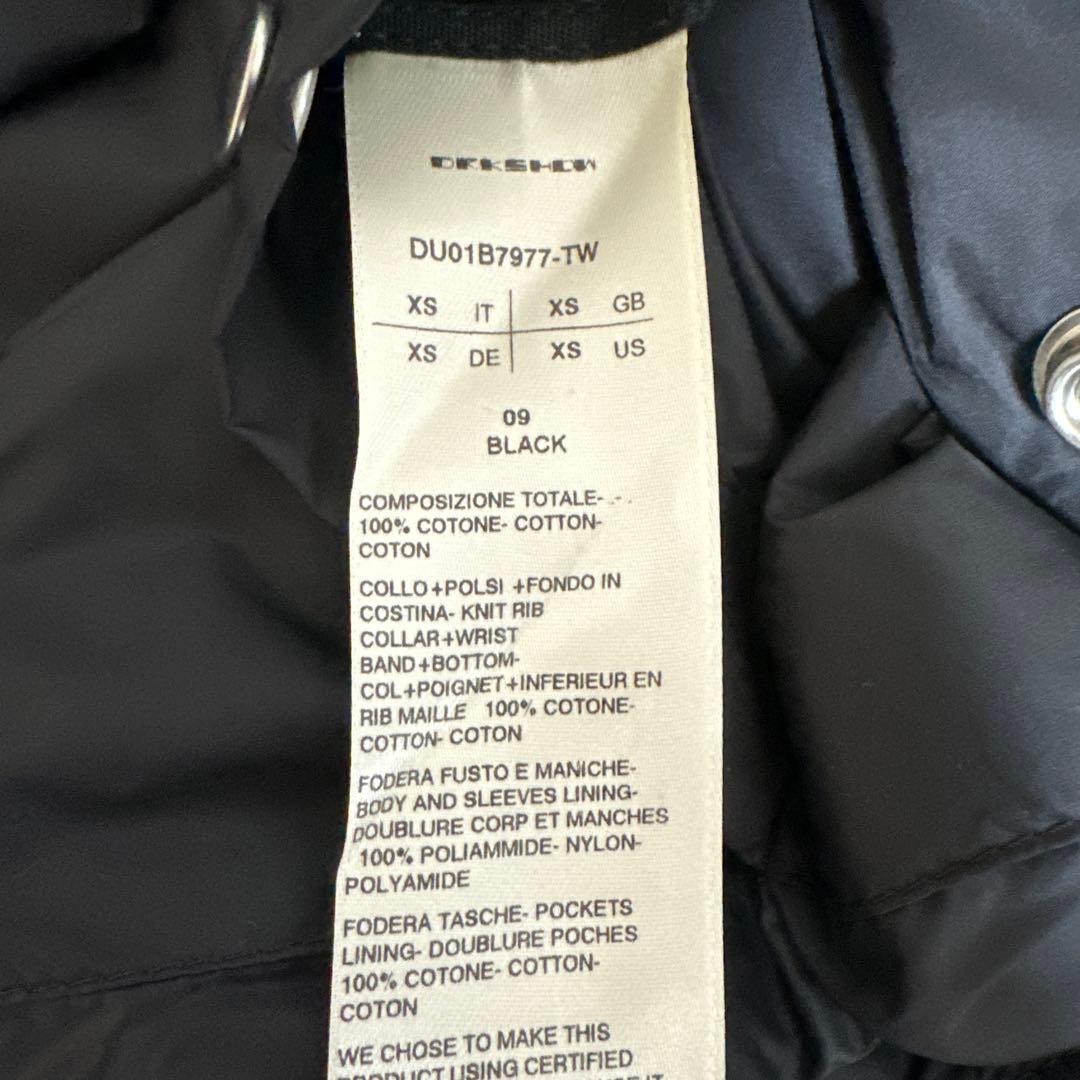 DRKSHDW
DU01B7977-TW
XS IT XS GB
XS DE XS US
09
BLACK
COMPOSIZIONE TOTALE- - -
100% COTONE- COTTON-
COTON
COLLO+POLSI +FONDO IN
COSTINA- KNIT RIB
COLLAR+WRIST
BAND+BOTTOM-
COL+POIGNET+INFERIEUR EN
RIB MAILLE 100% COTONE-
COTTON- COTON
FODERA FUSTO E MANICHE-
BODY AND SLEEVES LINING-
DOUBLURE CORP ET MANCHES
100% POLIAMMIDE- NYLON-
POLYAMIDE
FODERA TASCHE- POCKETS
LINING- DOUBLURE POCHES
100% COTONE- COTTON-
COTON
WE CHOSE TO MAKE THIS
PRODUCT USING CERTIFIED